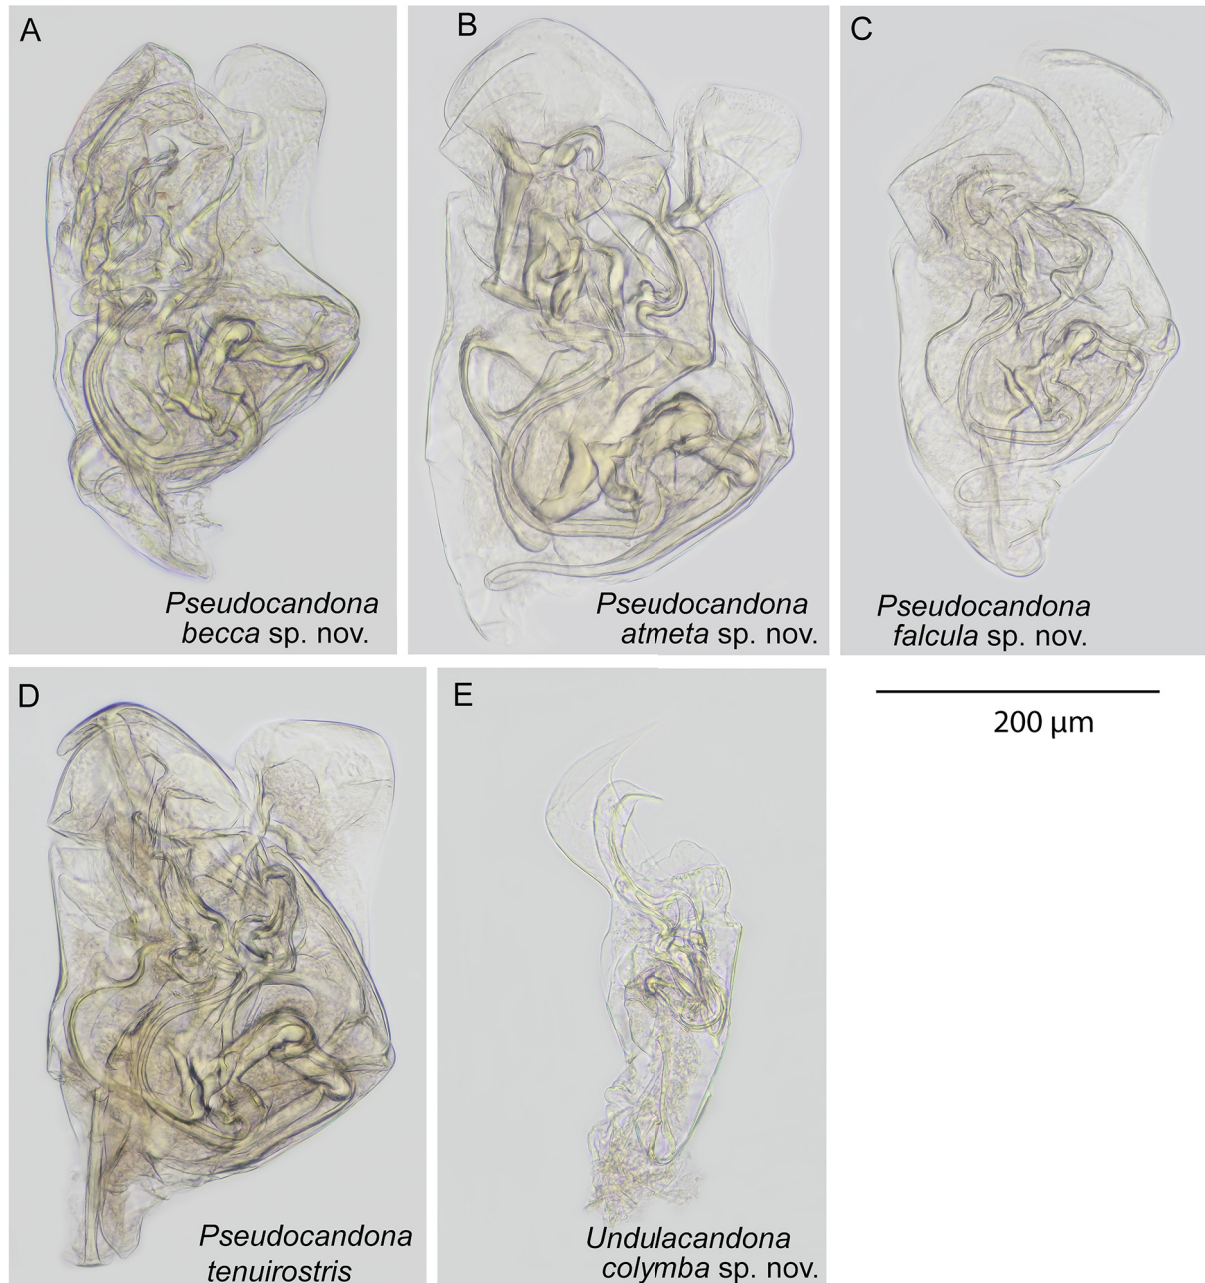 A
B
C
Pseudocandona
becca sp. nov.
Pseudocandona
atmeta sp. nov.
Pseudocandona
falcula sp. nov.
D
E
200 µm
Pseudocandona
tenuirostris
Undulacandona
colymba sp. nov.